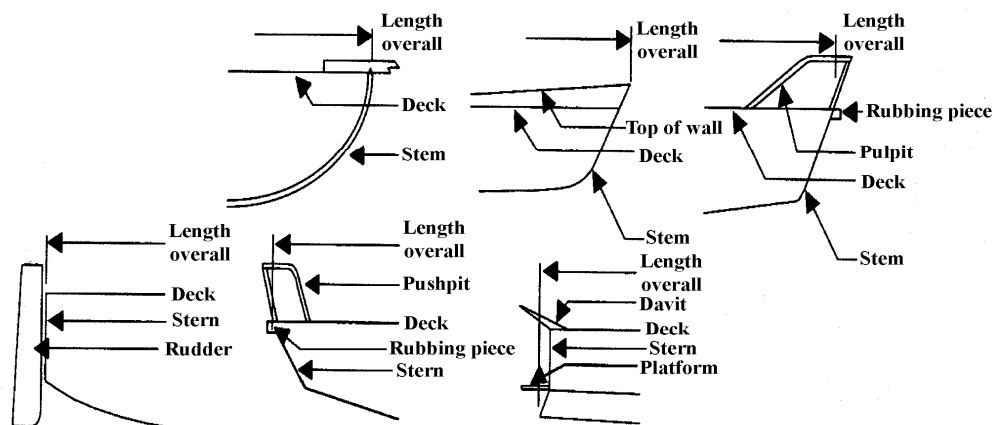 Length
overall
Deck
Stem
Length
overall
Top of wall
Deck
Stem
Length
overall
Rubbing piece
Pulpit
Deck
Stem
Length
overall
Deck
Stern
Rudder
Length
overall
Pushpit
Deck
Rubbing piece
Stern
Length
overall
Davit
Deck
Stern
Platform